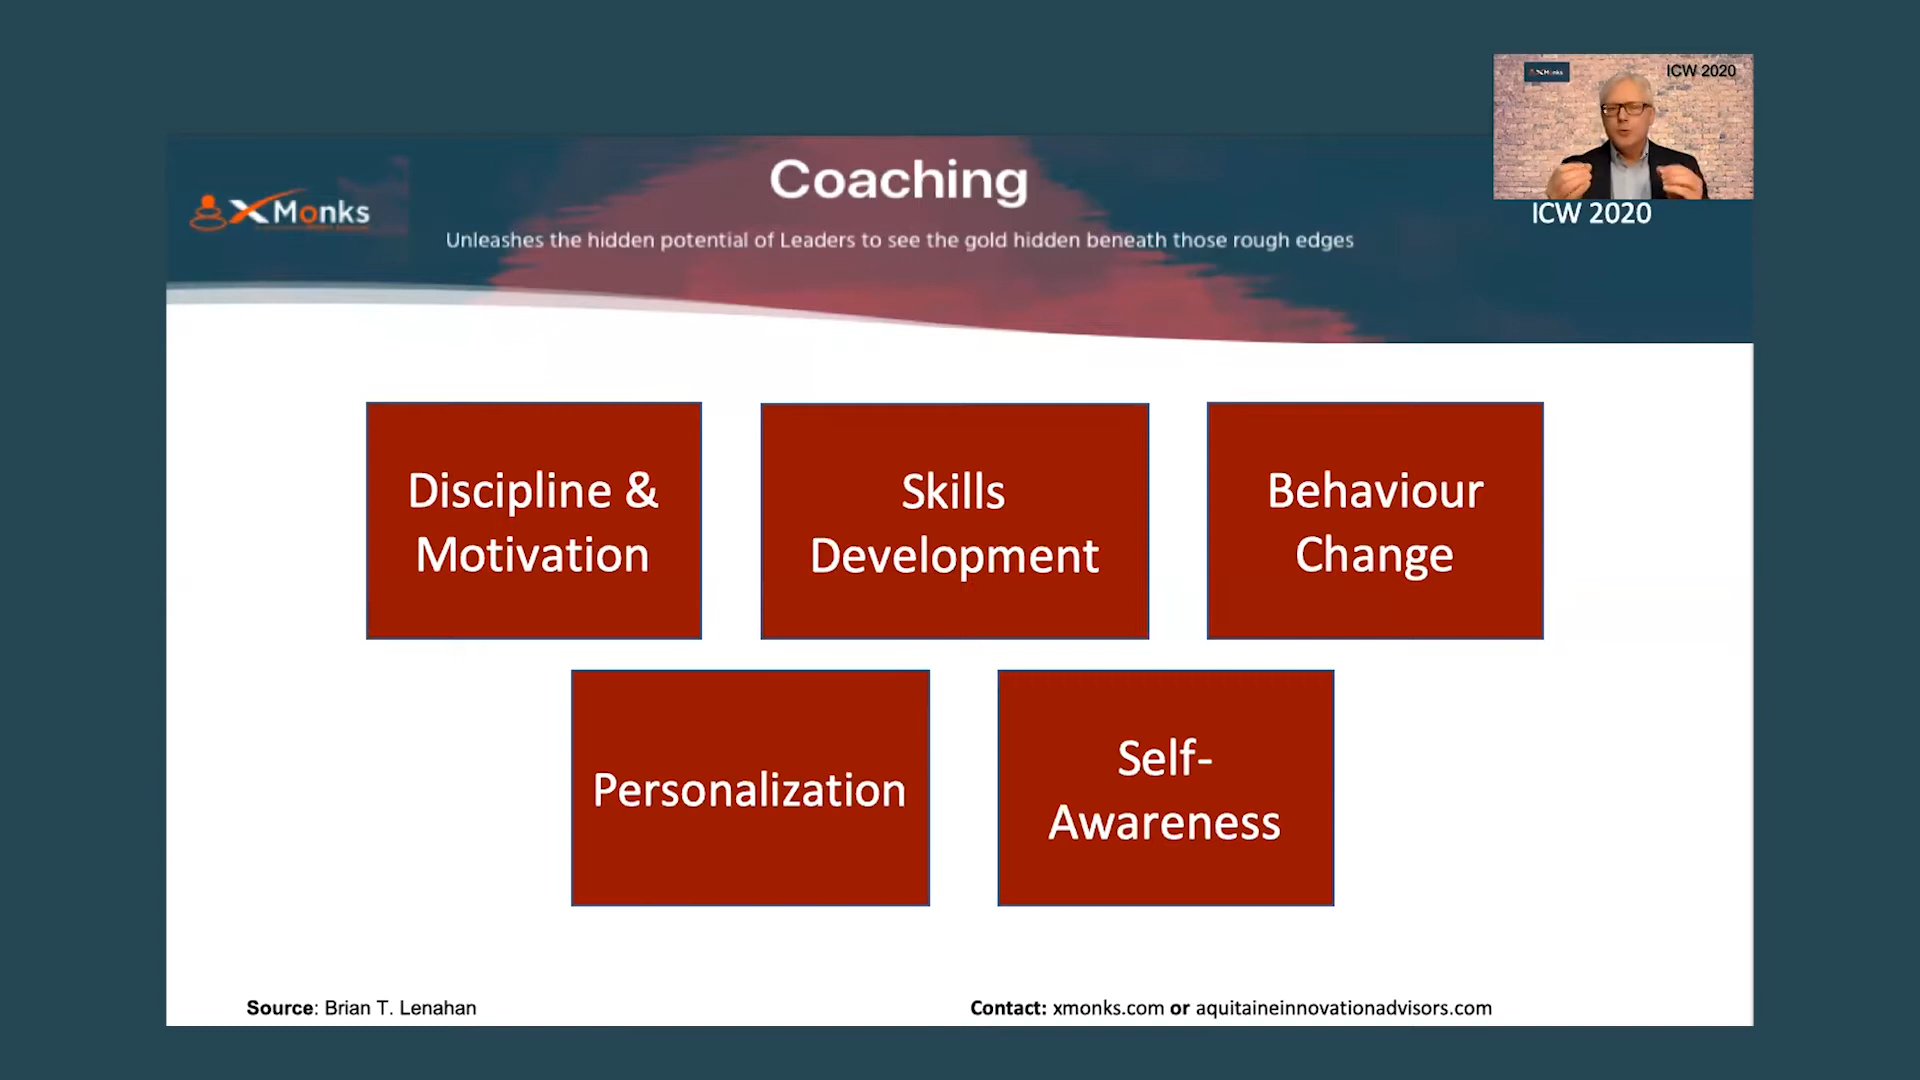 XMonks
ICW 2020
Coaching
XMonks
ICW 2020
Unleashes the hidden potential of Leaders to see the gold hidden beneath those rough edges
Discipline &
Motivation
Skills
Development
Behaviour
Change
Personalization
Self-
Awareness
Source: Brian T. Lenahan
Contact: xmonks.com or aquitaineinnovationadvisors.com